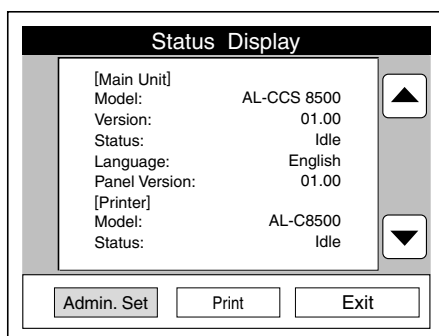 Status Display
[Main Unit]
Model: AL-CCS 8500
Version: 01.00
Status: Idle
Language: English
Panel Version: 01.00
[Printer]
Model: AL-C8500
Status: Idle
Admin. Set Print Exit